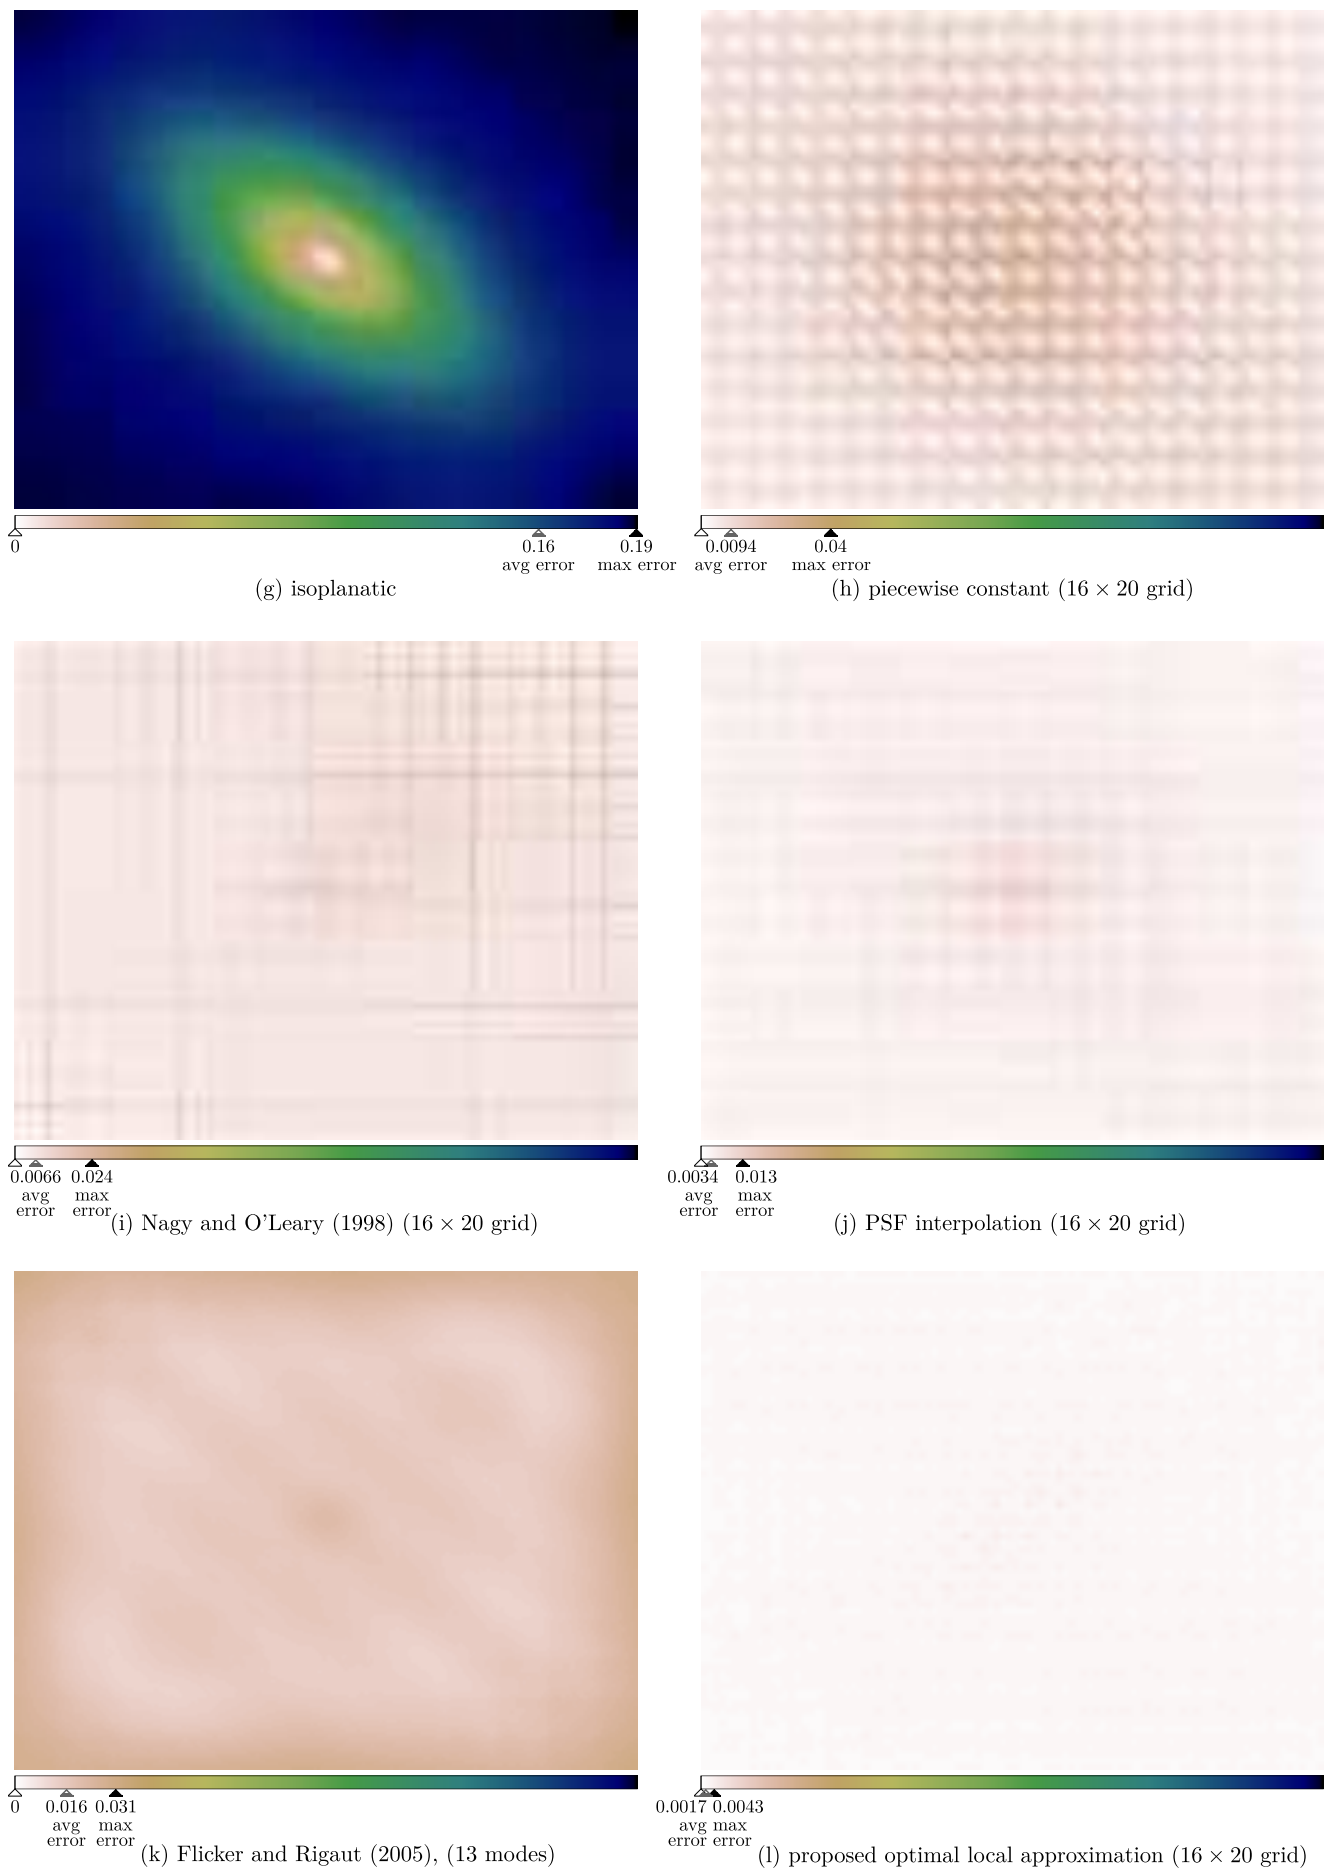 0
0.16
0.19
avg error
max error
(g) isoplanatic
0.0094
0.04
avg error
max error
(h) piecewise constant (16 × 20 grid)
0.0066
0.024
avg
max
error
error
(i) Nagy and O'Leary (1998) (16 × 20 grid)
0.0034
0.013
avg
max
error
error
(j) PSF interpolation (16 × 20 grid)
0
0.016
0.031
avg
max
error
error
(k) Flicker and Rigaut (2005), (13 modes)
0.0017
0.0043
avg
max
error
error
(l) proposed optimal local approximation (16 × 20 grid)